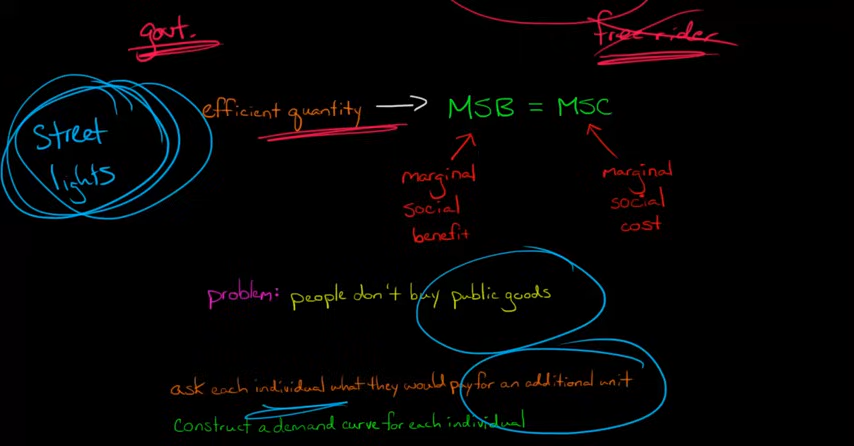 govt.
free rider
efficient quantity → MSB = MSC
Street
lights
marginal
social
benefit
marginal
social
cost
problem: people don't buy public goods
ask each individual what they would pay for an additional unit
construct a demand curve for each individual